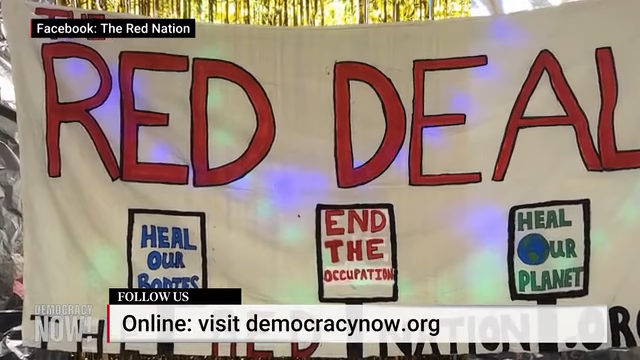 Facebook: The Red Nation
THE
RED DEAL
HEAL
OUR
BODIES
END
THE
OCCUPATION
HEAL
OUR
PLANET
FOLLOW US
DEMOCRACY
NOW!
Online: visit democracynow.org